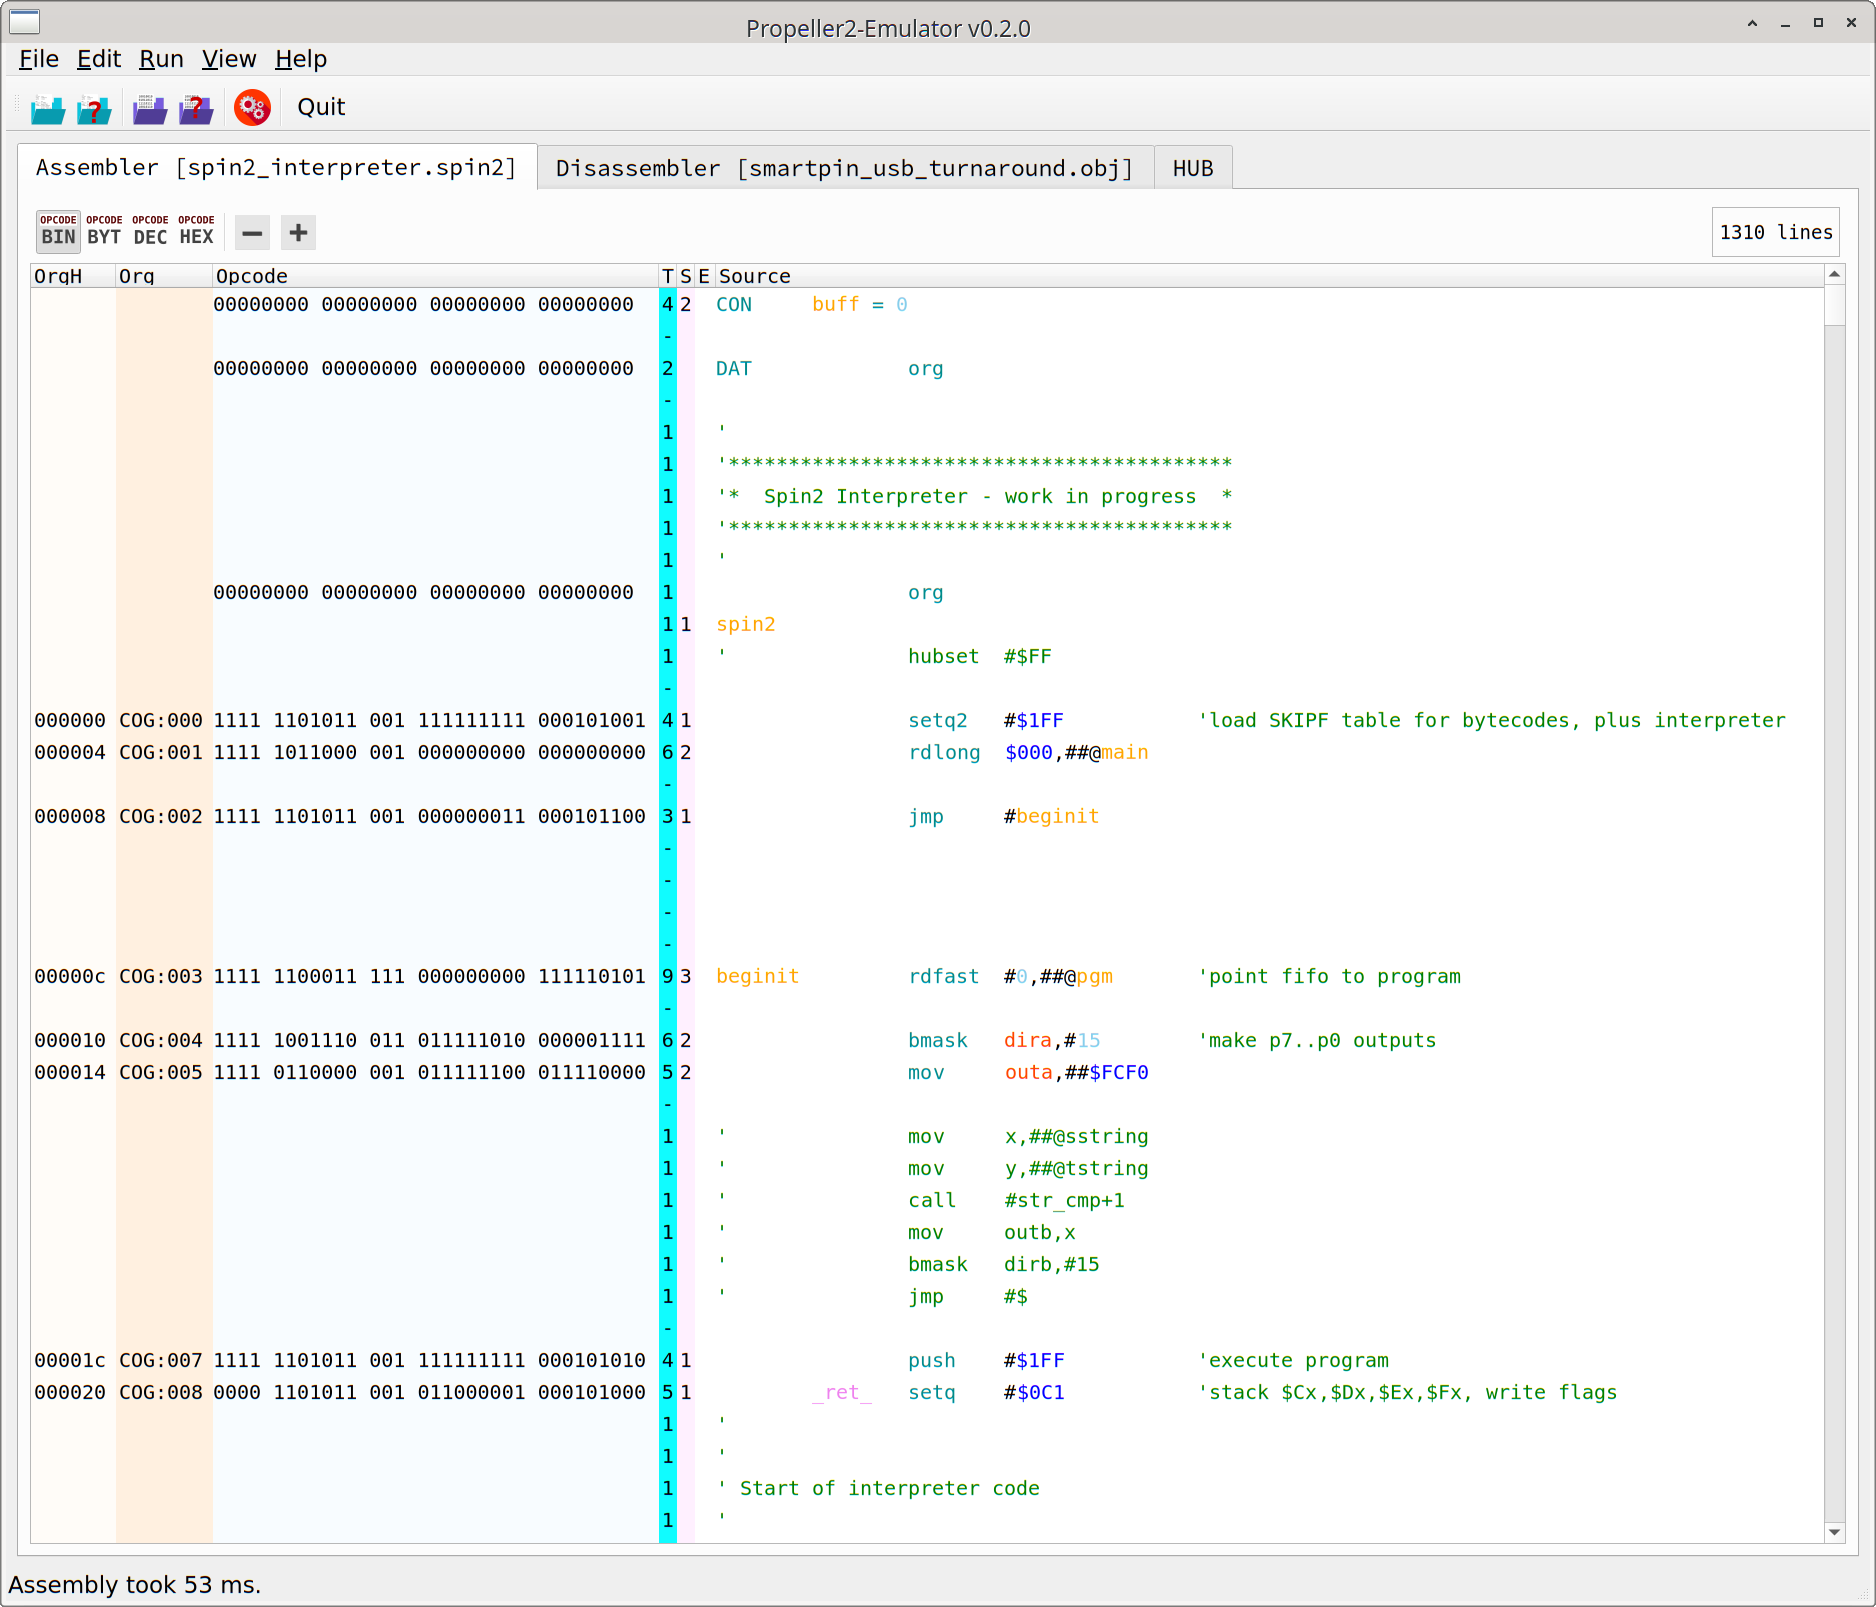 Propeller2-Emulator v0.2.0
File Edit Run View Help
Quit
Assembler [spin2_interpreter.spin2] Disassembler [smartpin_usb_turnaround.obj] HUB
OPCODE BIN OPCODE BYT OPCODE DEC OPCODE HEX − + 1310 lines
OrgH Org Opcode T S E Source
00000000 00000000 00000000 00000000 4 2 CON buff = 0
-
00000000 00000000 00000000 00000000 2 DAT org
-
1 '
1 '******************************************
1 '* Spin2 Interpreter - work in progress *
1 '******************************************
1 '
00000000 00000000 00000000 00000000 1 org
1 1 spin2
1 ' hubset #$FF
-
000000 COG:000 1111 1101011 001 111111111 000101001 4 1 setq2 #$1FF 'load SKIPF table for bytecodes, plus interpreter
000004 COG:001 1111 1011000 001 000000000 000000000 6 2 rdlong $000,##@main
-
000008 COG:002 1111 1101011 001 000000011 000101100 3 1 jmp #beginit
-
-
-
-
00000c COG:003 1111 1100011 111 000000000 111110101 9 3 beginit rdfast #0,##@pgm 'point fifo to program
-
000010 COG:004 1111 1001110 011 011111010 000001111 6 2 bmask dira,#15 'make p7..p0 outputs
000014 COG:005 1111 0110000 001 011111100 011110000 5 2 mov outa,##$FCF0
-
1 ' mov x,##@sstring
1 ' mov y,##@tstring
1 ' call #str_cmp+1
1 ' mov outb,x
1 ' bmask dirb,#15
1 ' jmp #$
-
00001c COG:007 1111 1101011 001 111111111 000101010 4 1 push #$1FF 'execute program
000020 COG:008 0000 1101011 001 011000001 000101000 5 1 _ret_ setq #$0C1 'stack $Cx,$Dx,$Ex,$Fx, write flags
1 '
1 '
1 ' Start of interpreter code
1 '
Assembly took 53 ms.